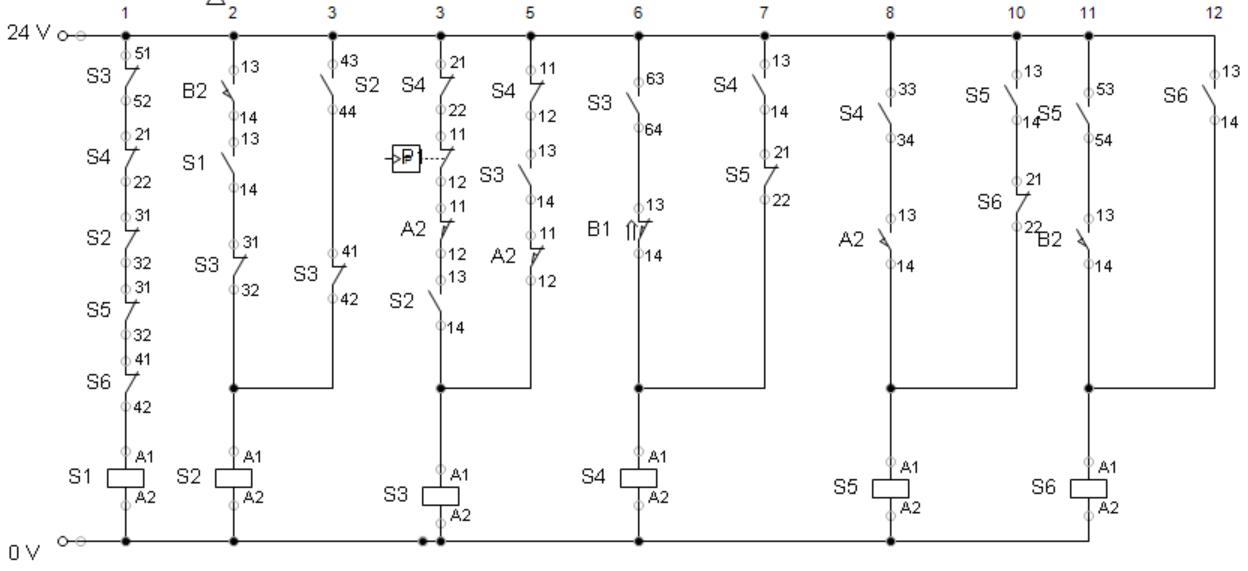 1 2 3 3 5 6 7 8 10 11 12
24 V
51 13 43 21 11 63 13 33 13 53 13
S3 B2 S2 S4 S4 S3 S4 S4 S5 S5 S6
52 14 44 22 12 64 14 34 14 54 14
21 13 11 13 21 21
S4 S1 P1 S3 S5 S6
22 14 12 14 22 22
31 31 41 11 11 13 13 13
S2 S3 S3 A2 A2 B1 A2 B2
32 32 42 12 12 14 14 14
31 13
S5 S2
32 14
41
S6
42
A1 A1 A1 A1 A1 A1
S1 S2 S3 S4 S5 S6
A2 A2 A2 A2 A2 A2
0 V